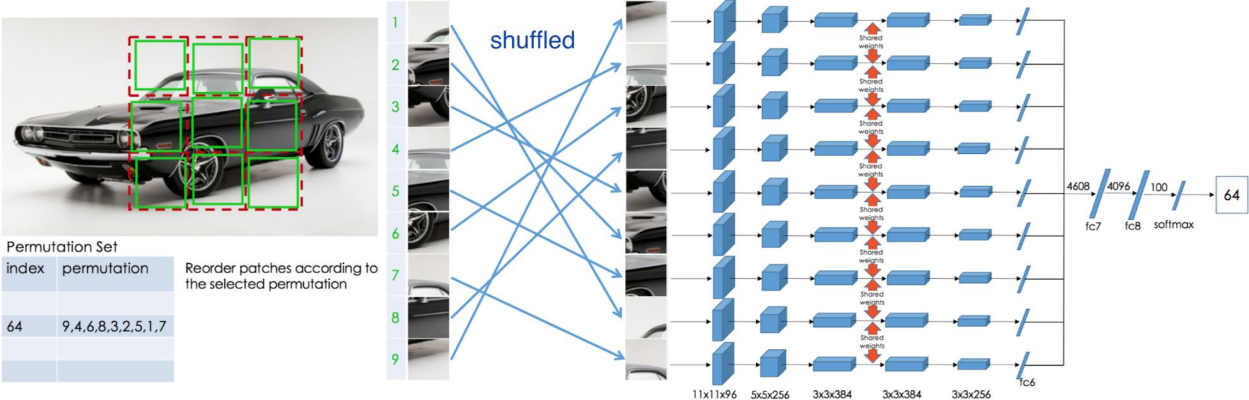 shuffled
1
2
3
4
5
6
7
8
9
Permutation Set
index permutation
64 9,4,6,8,3,2,5,1,7
Reorder patches according to
the selected permutation
Shared
weights
Shared
weights
Shared
weights
Shared
weights
Shared
weights
Shared
weights
Shared
weights
Shared
weights
11x11x96 5x5x256 3x3x384 3x3x384 3x3x256
fc6
4608 4096 100
fc7 fc8 softmax
64